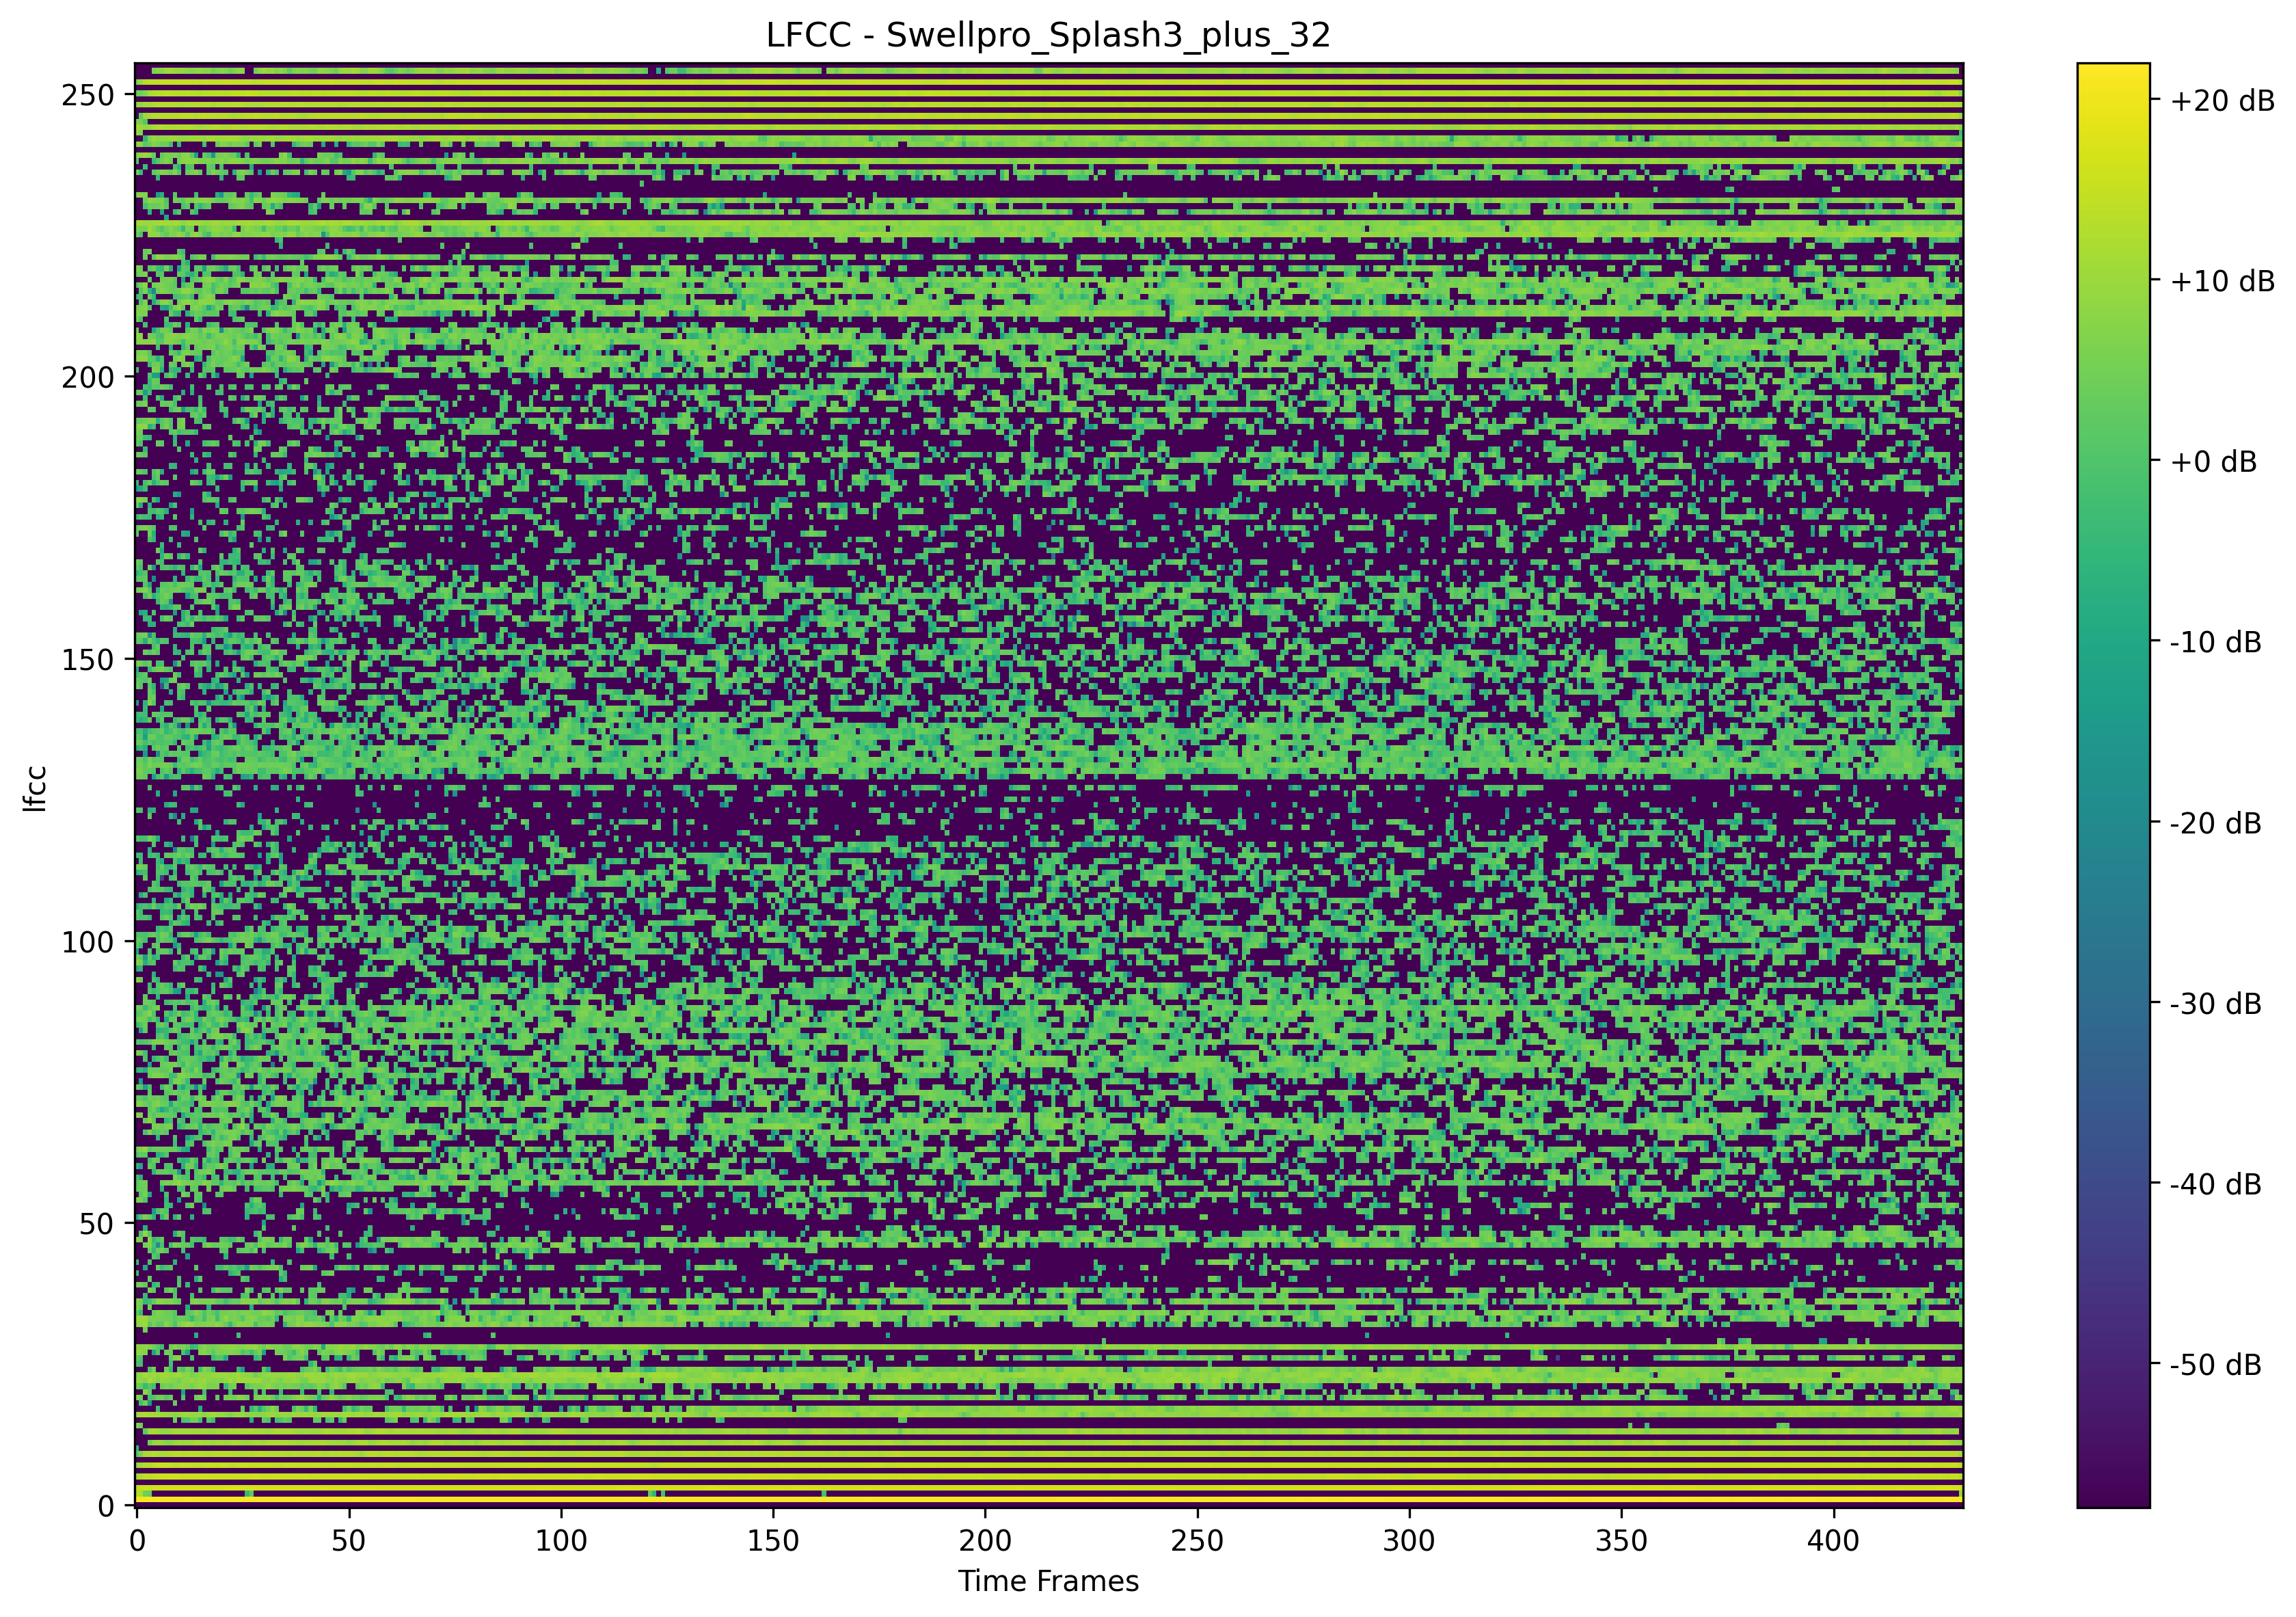 LFCC - Swellpro_Splash3_plus_32
250
200
150
100
50
0
lfcc
0 50 100 150 200 250 300 350 400
Time Frames
+20 dB
+10 dB
+0 dB
-10 dB
-20 dB
-30 dB
-40 dB
-50 dB